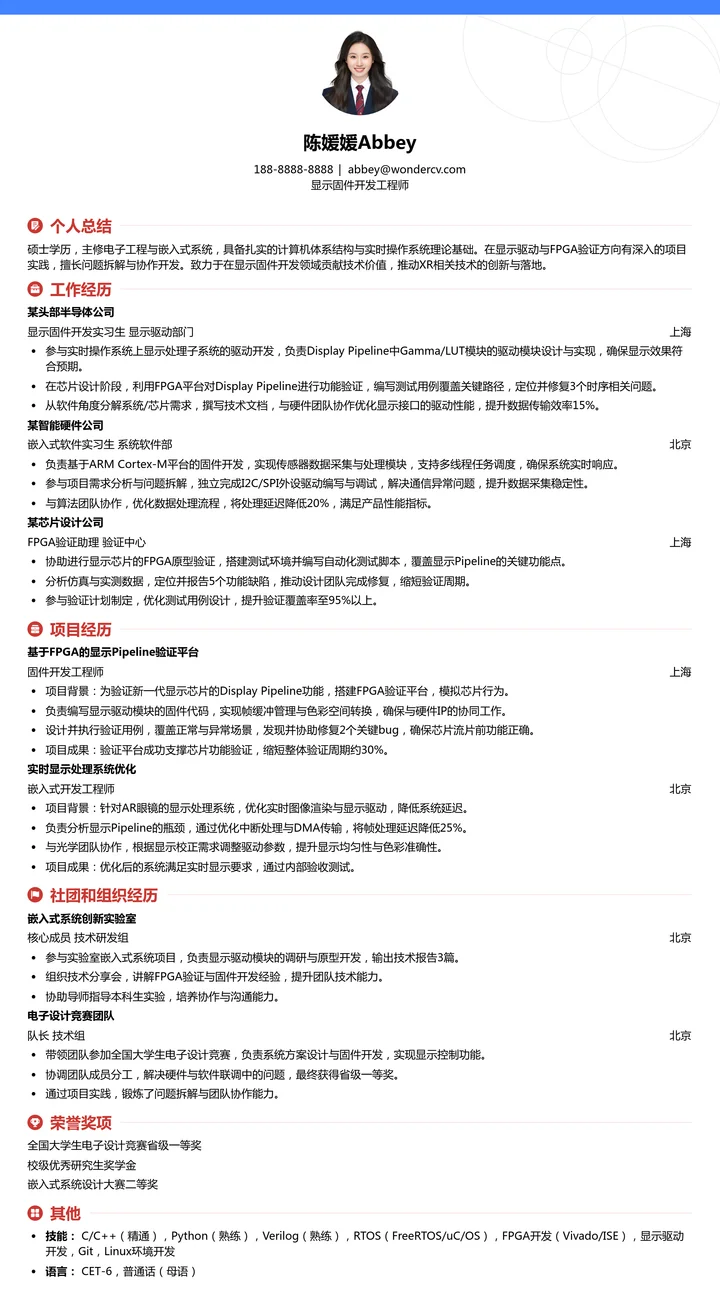 陈媛媛Abbey
188-8888-8888 | abbey@wondercv.com
显示固件开发工程师
个人总结
硕士学历，主修电子工程与嵌入式系统，具备扎实的计算机体系结构与实时操作系统理论基础。在显示驱动与FPGA验证方向有深入的项目
实践，擅长问题拆解与协作开发。致力于在显示固件开发领域贡献技术价值，推动XR相关技术的创新与落地。
工作经历
某头部半导体公司
显示固件开发实习生 显示驱动部门 上海
• 参与实时操作系统上显示处理子系统的驱动开发，负责Display Pipeline中Gamma/LUT模块的驱动模块设计与实现，确保显示效果符
合预期。
• 在芯片设计阶段，利用FPGA平台对Display Pipeline进行功能验证，编写测试用例覆盖关键路径，定位并修复3个时序相关问题。
• 从软件角度分解系统/芯片需求，撰写技术文档，与硬件团队协作优化显示接口的驱动性能，提升数据传输效率15%。
某智能硬件公司
嵌入式软件实习生 系统软件部 北京
• 负责基于ARM Cortex-M平台的固件开发，实现传感器数据采集与处理模块，支持多线程任务调度，确保系统实时响应。
• 参与项目需求分析与问题拆解，独立完成I2C/SPI外设驱动编写与调试，解决通信异常问题，提升数据采集稳定性。
• 与算法团队协作，优化数据处理流程，将处理延迟降低20%，满足产品性能指标。
某芯片设计公司
FPGA验证助理 验证中心 上海
• 协助进行显示芯片的FPGA原型验证，搭建测试环境并编写自动化测试脚本，覆盖显示Pipeline的关键功能点。
• 分析仿真与实测数据，定位并报告5个功能缺陷，推动设计团队完成修复，缩短验证周期。
• 参与验证计划制定，优化测试用例设计，提升验证覆盖率至95%以上。
项目经历
基于FPGA的显示Pipeline验证平台
固件开发工程师 上海
• 项目背景：为验证新一代显示芯片的Display Pipeline功能，搭建FPGA验证平台，模拟芯片行为。
• 负责编写显示驱动模块的固件代码，实现帧缓冲管理与色彩空间转换，确保与硬件IP的协同工作。
• 设计并执行验证用例，覆盖正常与异常场景，发现并协助修复2个关键bug，确保芯片流片前功能正确。
• 项目成果：验证平台成功支撑芯片功能验证，缩短整体验证周期约30%。
实时显示处理系统优化
嵌入式开发工程师 北京
• 项目背景：针对AR眼镜的显示处理系统，优化实时图像渲染与显示驱动，降低系统延迟。
• 负责分析显示Pipeline的瓶颈，通过优化中断处理与DMA传输，将帧处理延迟降低25%。
• 与光学团队协作，根据显示校正需求调整驱动参数，提升显示均匀性与色彩准确性。
• 项目成果：优化后的系统满足实时显示要求，通过内部验收测试。
社团和组织经历
嵌入式系统创新实验室
核心成员 技术研发组 北京
• 参与实验室嵌入式系统项目，负责显示驱动模块的调研与原型开发，输出技术报告3篇。
• 组织技术分享会，讲解FPGA验证与固件开发经验，提升团队技术能力。
• 协助导师指导本科生实验，培养协作与沟通能力。
电子设计竞赛团队
队长 技术组 北京
• 带领团队参加全国大学生电子设计竞赛，负责系统方案设计与固件开发，实现显示控制功能。
• 协调团队成员分工，解决硬件与软件联调中的问题，最终获得省级一等奖。
• 通过项目实践，锻炼了问题拆解与团队协作能力。
荣誉奖项
全国大学生电子设计竞赛省级一等奖
校级优秀研究生奖学金
嵌入式系统设计大赛二等奖
其他
• 技能： C/C++（精通），Python（熟练），Verilog（熟练），RTOS（FreeRTOS/uC/OS），FPGA开发（Vivado/ISE），显示驱动
开发，Git，Linux环境开发
• 语言： CET-6，普通话（母语）